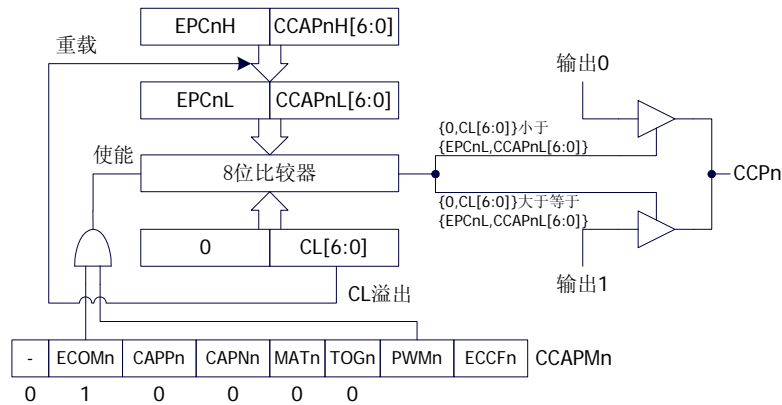 EPCnH CCAPnH[6:0]
重载
输出0
EPCnL CCAPnL[6:0]
{0,CL[6:0]}小于
{EPCnL,CCAPnL[6:0]}
使能
8位比较器
CCPn
{0,CL[6:0]}大于等于
{EPCnL,CCAPnL[6:0]}
0 CL[6:0]
输出1
CL溢出
- ECOMn CAPPn CAPNn MATn TOGn PWMn ECCFn CCAPMn
0 1 0 0 0 0